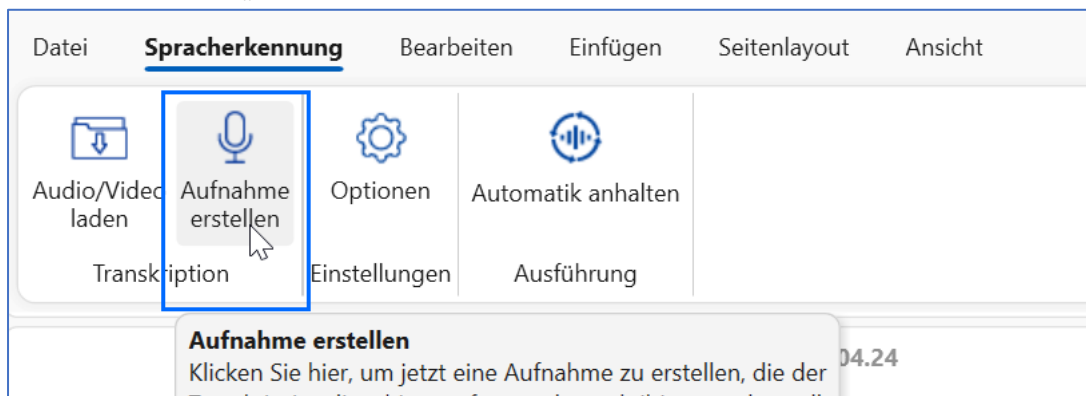 Datei Spracherkennung Bearbeiten Einfügen Seitenlayout Ansicht
Audio/Video Aufnahme Optionen Automatik anhalten
laden erstellen
Transkription Einstellungen Ausführung
Aufnahme erstellen
04.24
Klicken Sie hier, um jetzt eine Aufnahme zu erstellen, die der